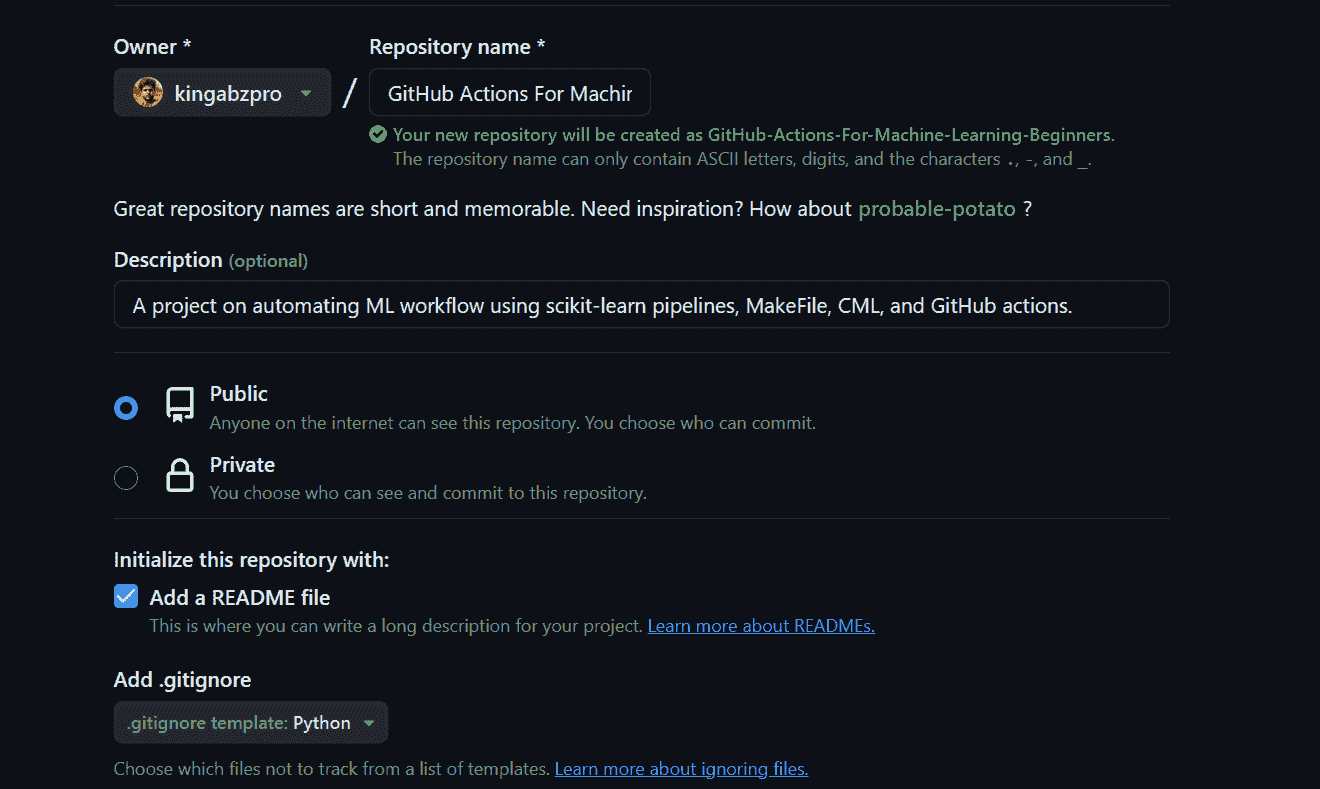 Owner * Repository name *
kingabzpro / GitHub Actions For Machin
Your new repository will be created as GitHub-Actions-For-Machine-Learning-Beginners.
The repository name can only contain ASCII letters, digits, and the characters ., -, and _.
Great repository names are short and memorable. Need inspiration? How about probable-potato ?
Description (optional)
A project on automating ML workflow using scikit-learn pipelines, MakeFile, CML, and GitHub actions.
Public
Anyone on the internet can see this repository. You choose who can commit.
Private
You choose who can see and commit to this repository.
Initialize this repository with:
Add a README file
This is where you can write a long description for your project. Learn more about READMEs.
Add .gitignore
.gitignore template: Python
Choose which files not to track from a list of templates. Learn more about ignoring files.